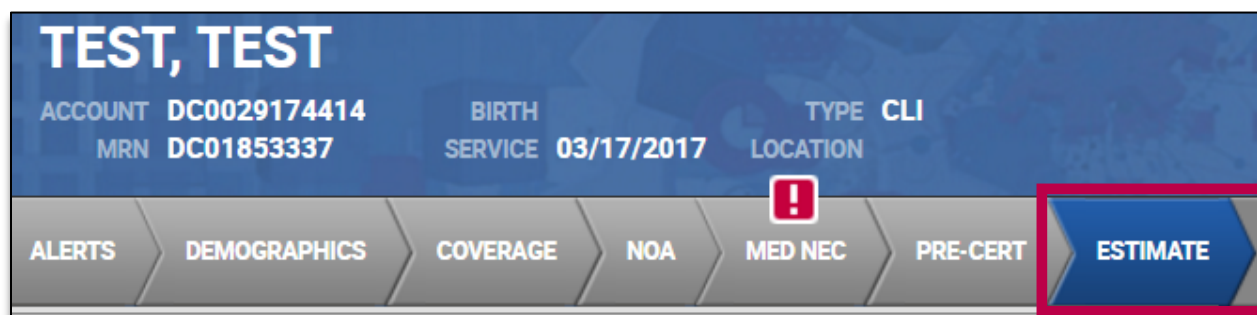 TEST, TEST
ACCOUNT DC0029174414 BIRTH TYPE CLI
MRN DC01853337 SERVICE 03/17/2017 LOCATION
!
ALERTS DEMOGRAPHICS COVERAGE NOA MED NEC PRE-CERT ESTIMATE